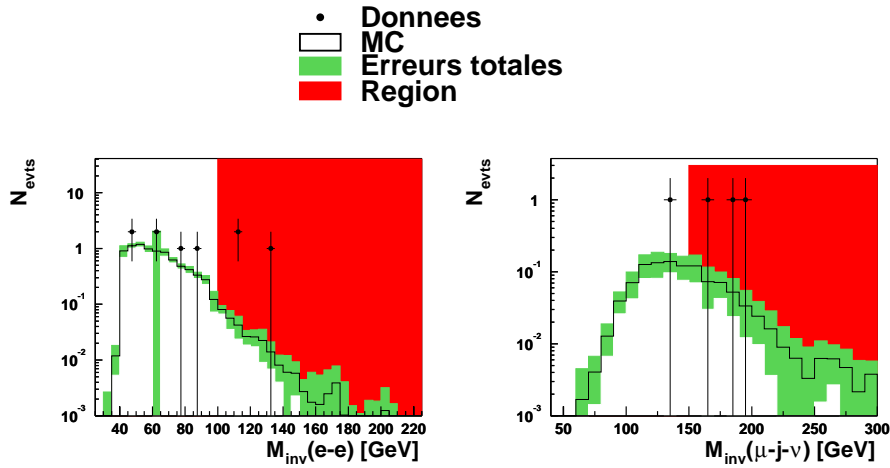 Donnees
MC
Erreurs totales
Region
N_evts
10
1
10^-1
10^-2
10^-3
40 60 80 100 120 140 160 180 200 220
M_inv(e-e) [GeV]
N_evts
1
10^-1
10^-2
10^-3
50 100 150 200 250 300
M_inv(μ-j-ν) [GeV]